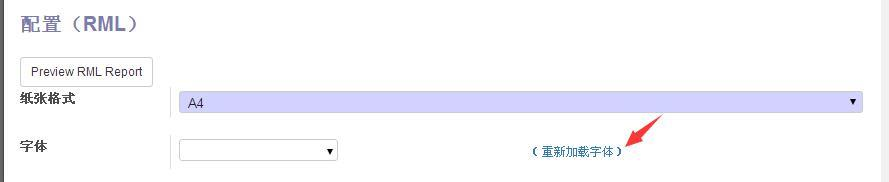 配置（RML）
Preview RML Report
纸张格式
A4
字体
（重新加载字体）